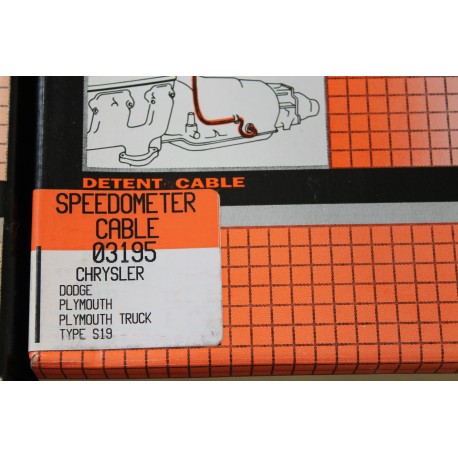 DETENT CABLE
SPEEDOMETER
CABLE
03195
CHRYSLER
DODGE
PLYMOUTH
PLYMOUTH TRUCK
TYPE S19